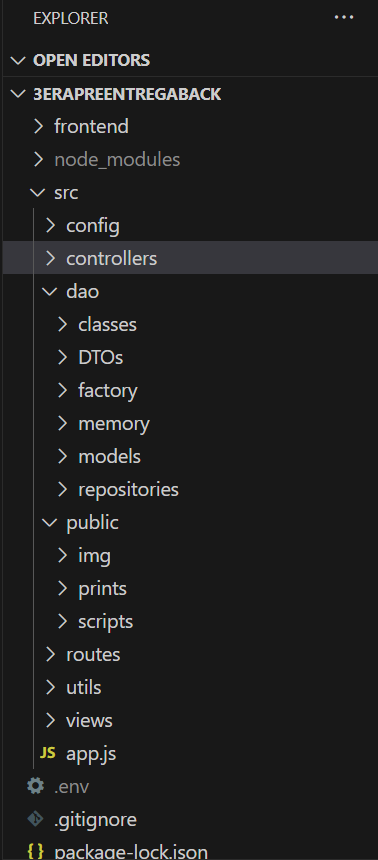 EXPLORER
OPEN EDITORS
3ERAPREENTREGABACK
frontend
node_modules
src
config
controllers
dao
classes
DTOs
factory
memory
models
repositories
public
img
prints
scripts
routes
utils
views
JS app.js
.env
.gitignore
{} package-lock.json